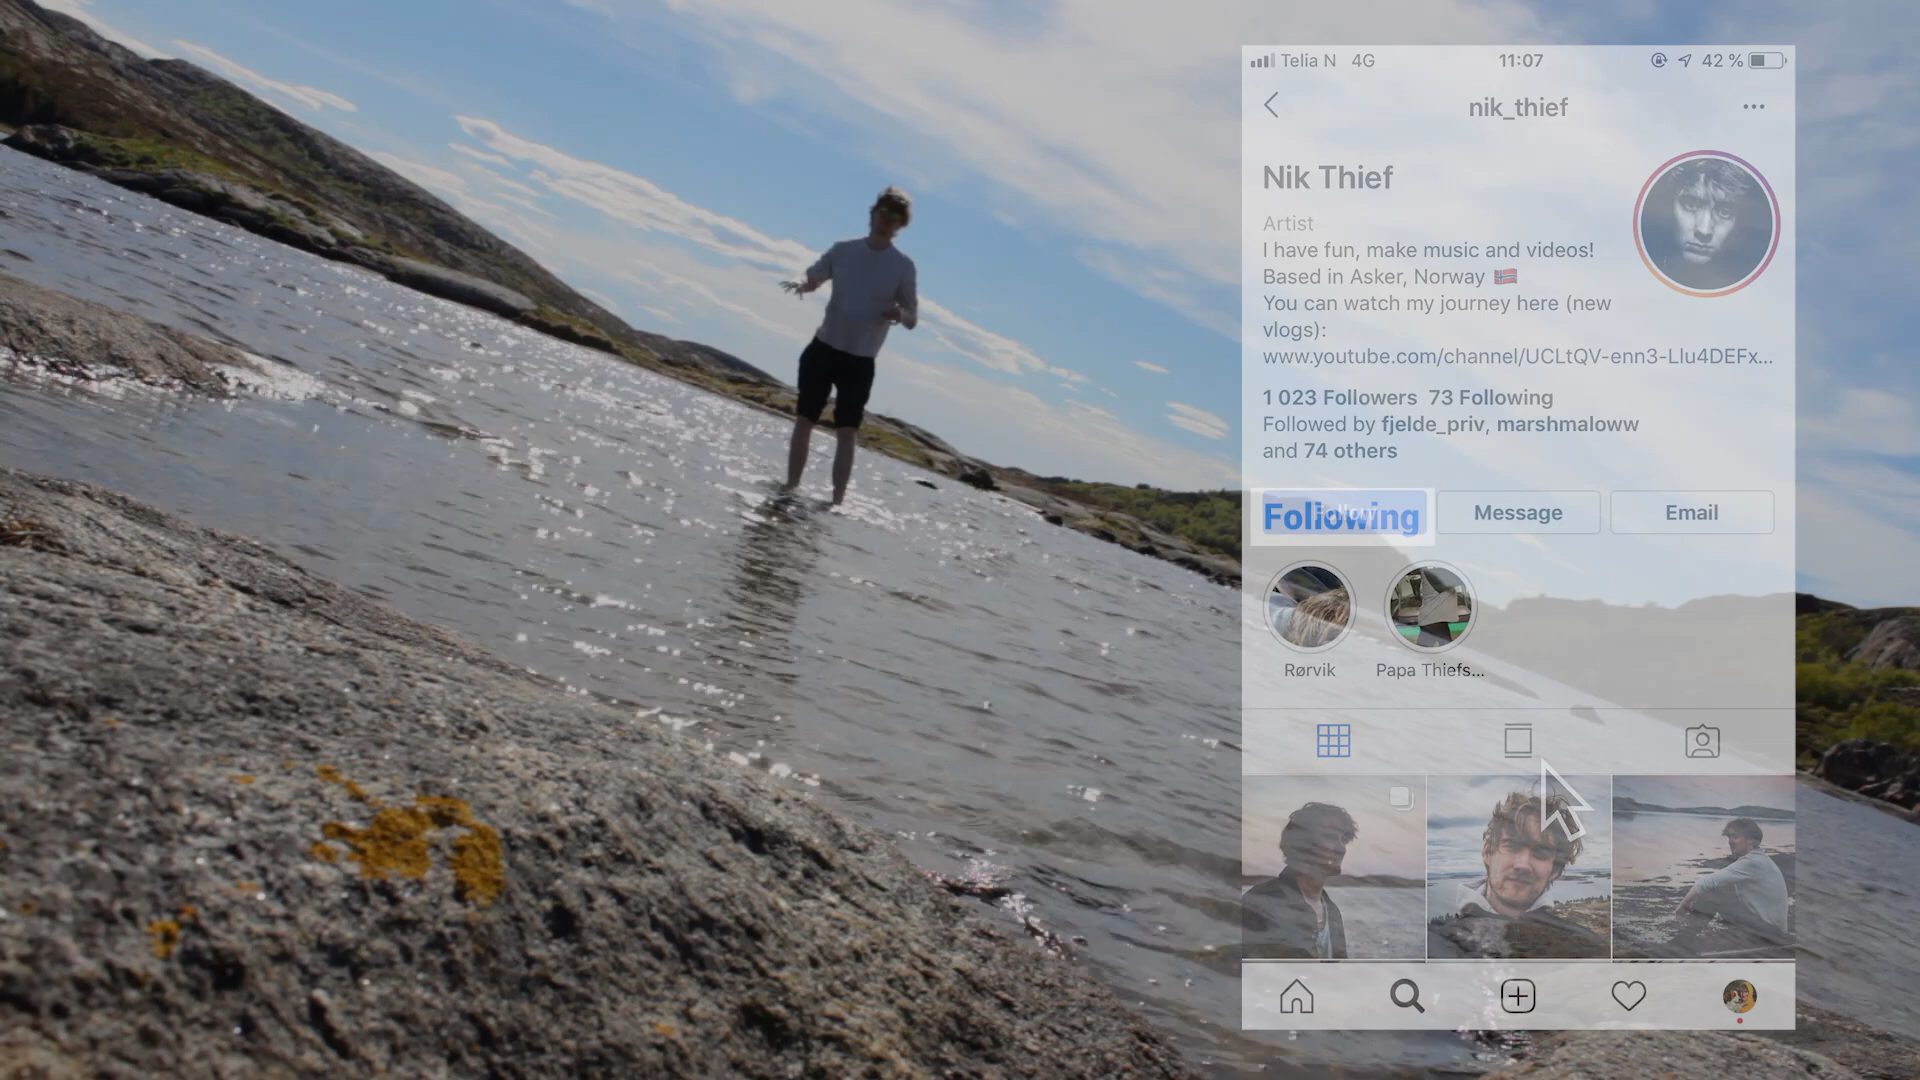 Telia N 4G 11:07 42 %
nik_thief
Nik Thief
Artist
I have fun, make music and videos!
Based in Asker, Norway 🇳🇴
You can watch my journey here (new
vlogs):
www.youtube.com/channel/UCLtQV-enn3-Llu4DEFx...
1 023 Followers 73 Following
Followed by fjelde_priv, marshmaloww
and 74 others
Following Message Email
Rørvik Papa Thiefs...